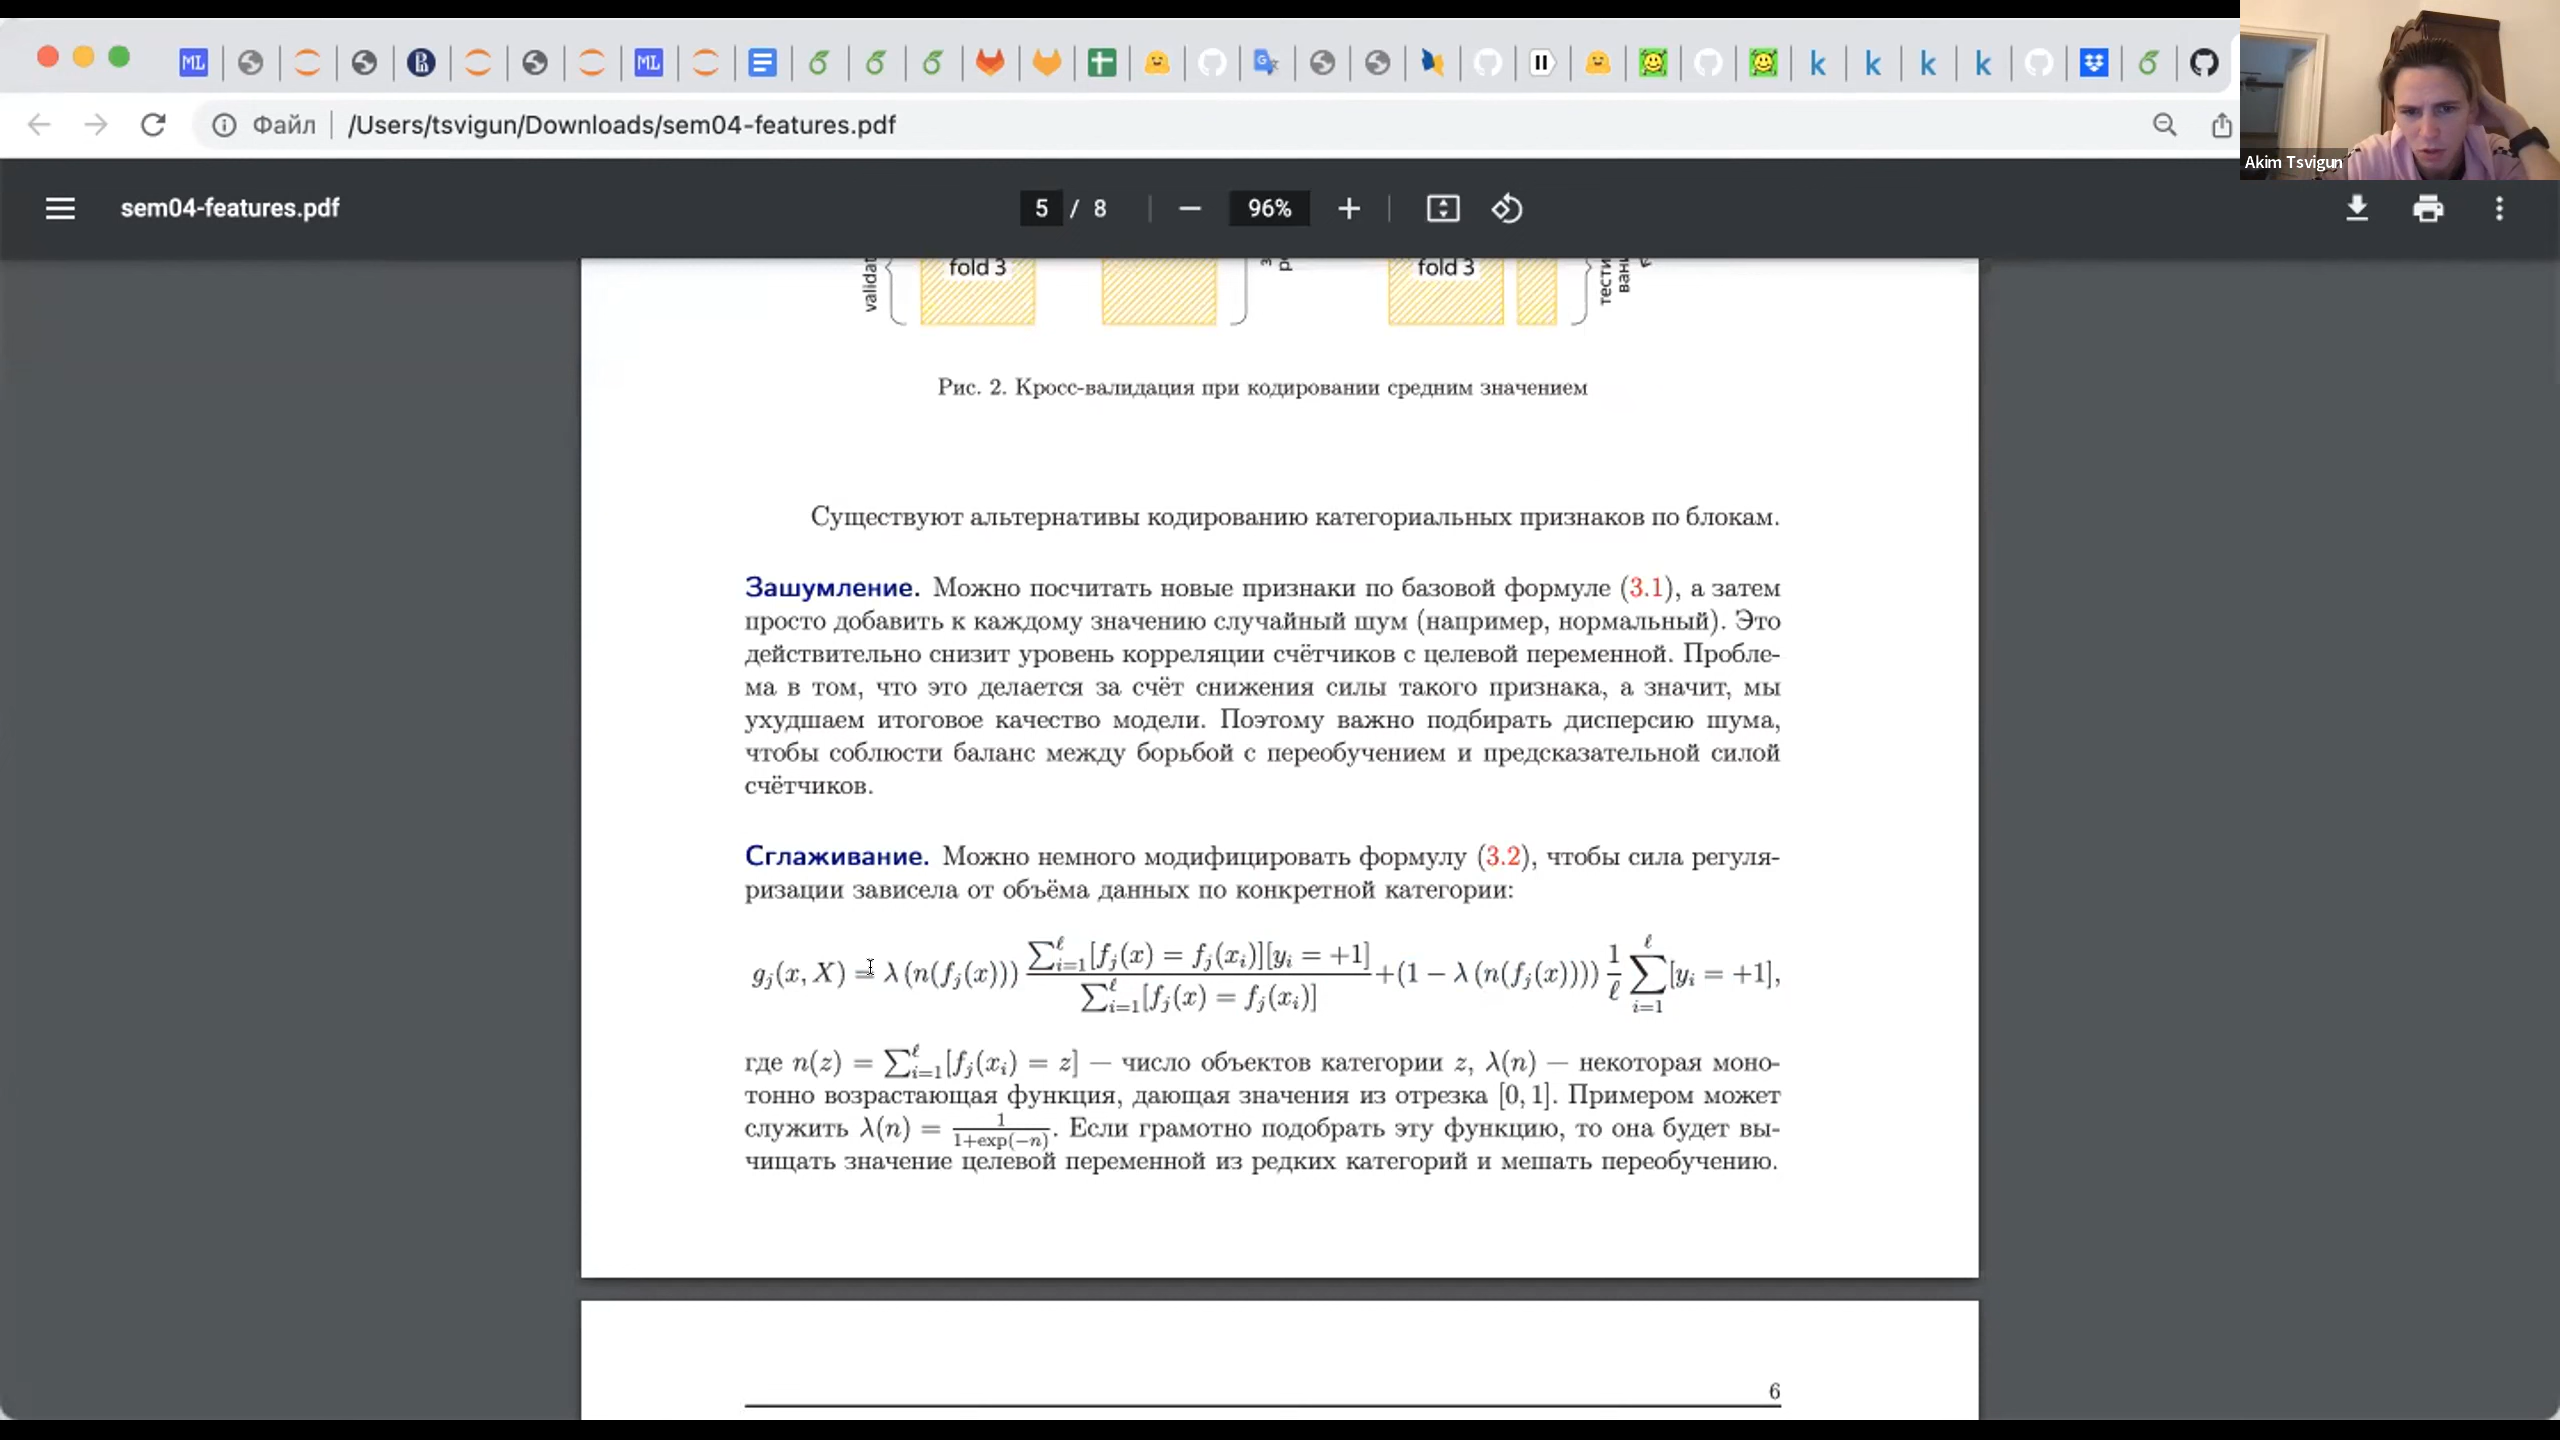 ML ML k k k k
Файл /Users/tsvigun/Downloads/sem04-features.pdf
Akim Tsvigun
sem04-features.pdf 5 / 8 96%
validat fold 3 fold 3 тести вани
Рис. 2. Кросс-валидация при кодировании средним значением
Существуют альтернативы кодированию категориальных признаков по блокам.
Зашумление. Можно посчитать новые признаки по базовой формуле (3.1), а затем
просто добавить к каждому значению случайный шум (например, нормальный). Это
действительно снизит уровень корреляции счётчиков с целевой переменной. Пробле-
ма в том, что это делается за счёт снижения силы такого признака, а значит, мы
ухудшаем итоговое качество модели. Поэтому важно подбирать дисперсию шума,
чтобы соблюсти баланс между борьбой с переобучением и предсказательной силой
счётчиков.
Сглаживание. Можно немного модифицировать формулу (3.2), чтобы сила регуля-
ризации зависела от объёма данных по конкретной категории:
g_j(x, X) = λ (n(f_j(x))) \frac{∑_{i=1}^{ℓ}[f_j(x) = f_j(x_i)][y_i = +1]}{∑_{i=1}^{ℓ}[f_j(x) = f_j(x_i)]} +(1 − λ (n(f_j(x)))) \frac{1}{ℓ} ∑_{i=1}^{ℓ}[y_i = +1],
где n(z) = ∑_{i=1}^{ℓ}[f_j(x_i) = z] — число объектов категории z, λ(n) — некоторая моно-
тонно возрастающая функция, дающая значения из отрезка [0, 1]. Примером может
служить λ(n) = \frac{1}{1+exp(−n)}. Если грамотно подобрать эту функцию, то она будет вы-
чищать значение целевой переменной из редких категорий и мешать переобучению.
6